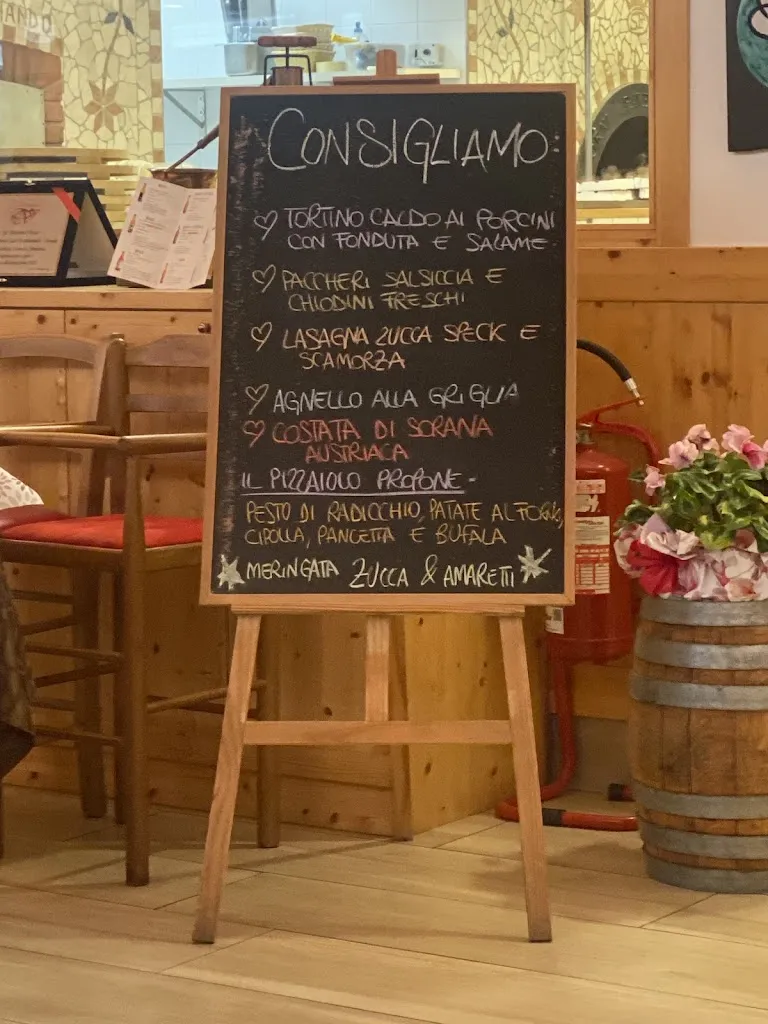 CONSIGLIAMO:
TORTINO CALDO AI PORCINI
CON FONDUTA E SALAME
PACCHERI SALSICCIA E
CHIODINI FRESCHI
LASAGNA ZUCCA SPECK E
SCAMORZA
AGNELLO ALLA GRIGLIA
COSTATA DI SORANA
AUSTRIACA
IL PIZZAIOLO PROPONE-
PESTO DI RADICCHIO, PATATE AL FORNO,
CIPOLLA, PANCETTA E BUFALA
MERINGATA ZUCCA & AMARETTI